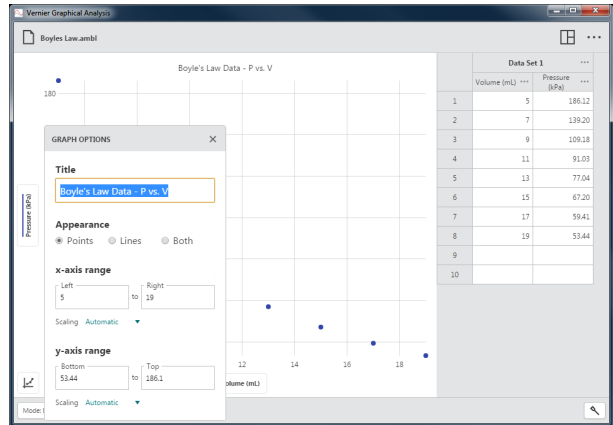 Vernier Graphical Analysis
Boyles Law.ambl
Boyle's Law Data - P vs. V
180
Pressure (kPa)
12 14 16 18
olume (mL)
Mode:
GRAPH OPTIONS
Title
Boyle's Law Data - P vs. V
Appearance
Points Lines Both
x-axis range
Left Right
5 to 19
Scaling Automatic
y-axis range
Bottom Top
53.44 to 186.1
Scaling Automatic
Data Set 1
Volume (mL) Pressure (kPa)
1 5 186.12
2 7 139.20
3 9 109.18
4 11 91.03
5 13 77.04
6 15 67.20
7 17 59.41
8 19 53.44
9
10